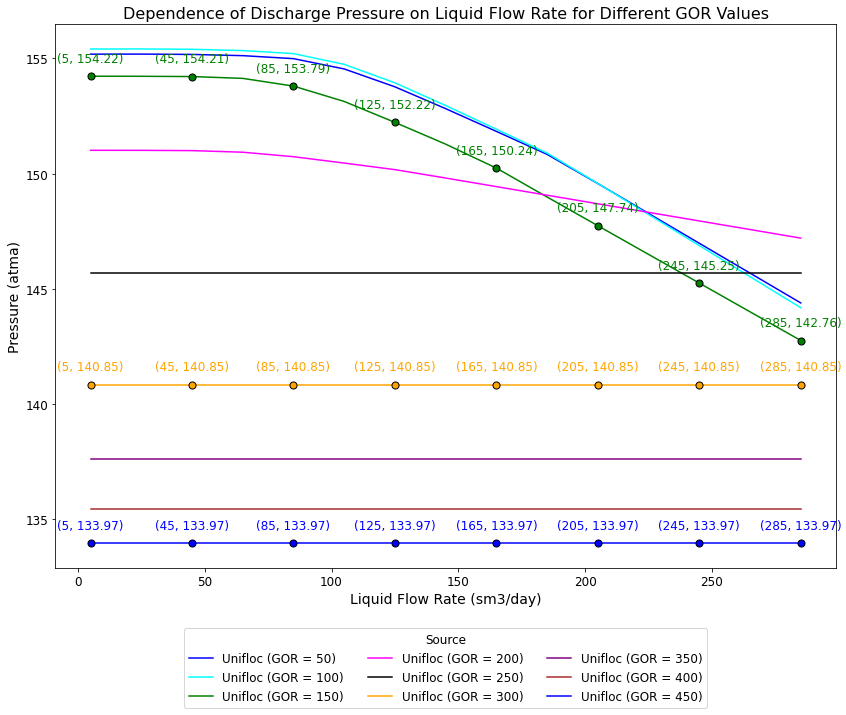 Dependence of Discharge Pressure on Liquid Flow Rate for Different GOR Values
Pressure (atma)
155
150
145
140
135
(5, 154.22) (45, 154.21) (85, 153.79) (125, 152.22) (165, 150.24) (205, 147.74) (245, 145.25) (285, 142.76)
(5, 140.85) (45, 140.85) (85, 140.85) (125, 140.85) (165, 140.85) (205, 140.85) (245, 140.85) (285, 140.85)
(5, 133.97) (45, 133.97) (85, 133.97) (125, 133.97) (165, 133.97) (205, 133.97) (245, 133.97) (285, 133.97)
0 50 100 150 200 250
Liquid Flow Rate (sm3/day)
Source
Unifloc (GOR = 50) Unifloc (GOR = 200) Unifloc (GOR = 350)
Unifloc (GOR = 100) Unifloc (GOR = 250) Unifloc (GOR = 400)
Unifloc (GOR = 150) Unifloc (GOR = 300) Unifloc (GOR = 450)